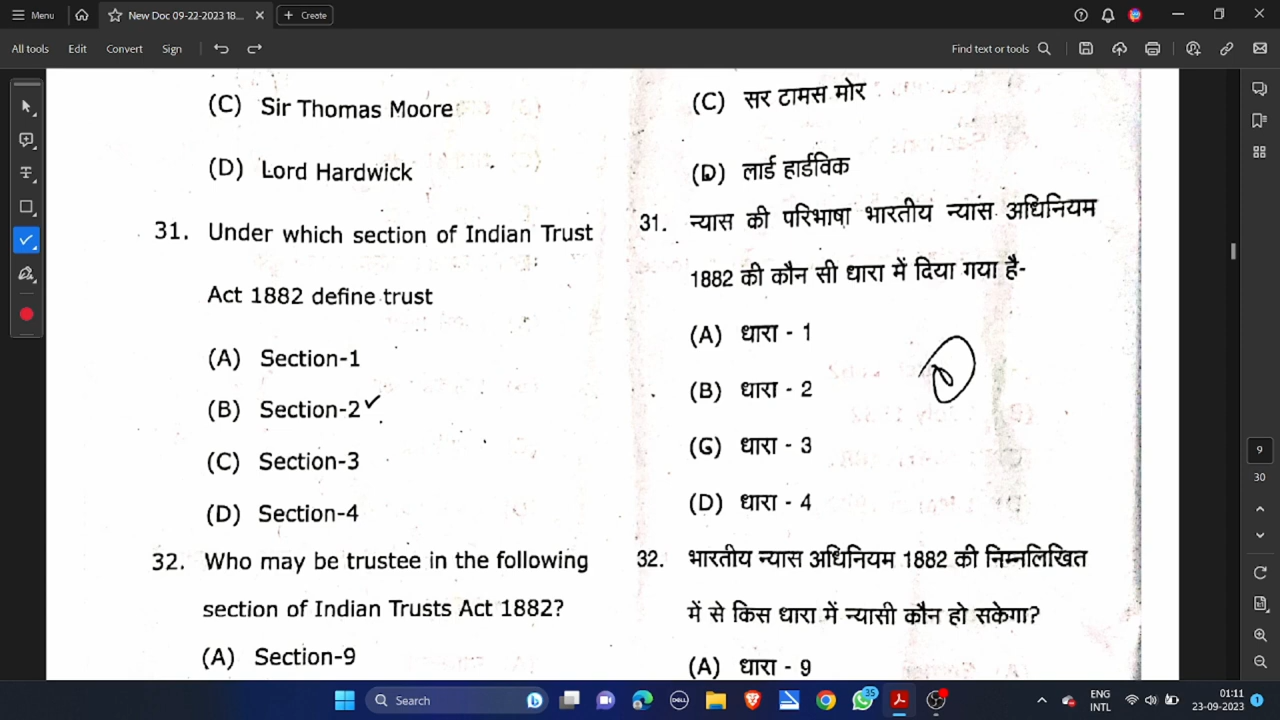 Menu
New Doc 09-22-2023 18...
Create
All tools
Edit
Convert
Sign
Find text or tools
(C) Sir Thomas Moore
(D) Lord Hardwick
31. Under which section of Indian Trust
Act 1882 define trust
(A) Section-1
(B) Section-2
(C) Section-3
(D) Section-4
32. Who may be trustee in the following
section of Indian Trusts Act 1882?
(A) Section-9
(C) सर टामस मोर
(D) लार्ड हार्डविक
31. न्यास की परिभाषा भारतीय न्यास अधिनियम
1882 की कौन सी धारा में दिया गया है-
(A) धारा - 1
(B) धारा - 2
(G) धारा - 3
(D) धारा - 4
32. भारतीय न्यास अधिनियम 1882 की निम्नलिखित
में से किस धारा में न्यासी कौन हो सकेगा?
(A) धारा - 9
9
30
Search
DELL
35
ENG
INTL
01:11
23-09-2023
1